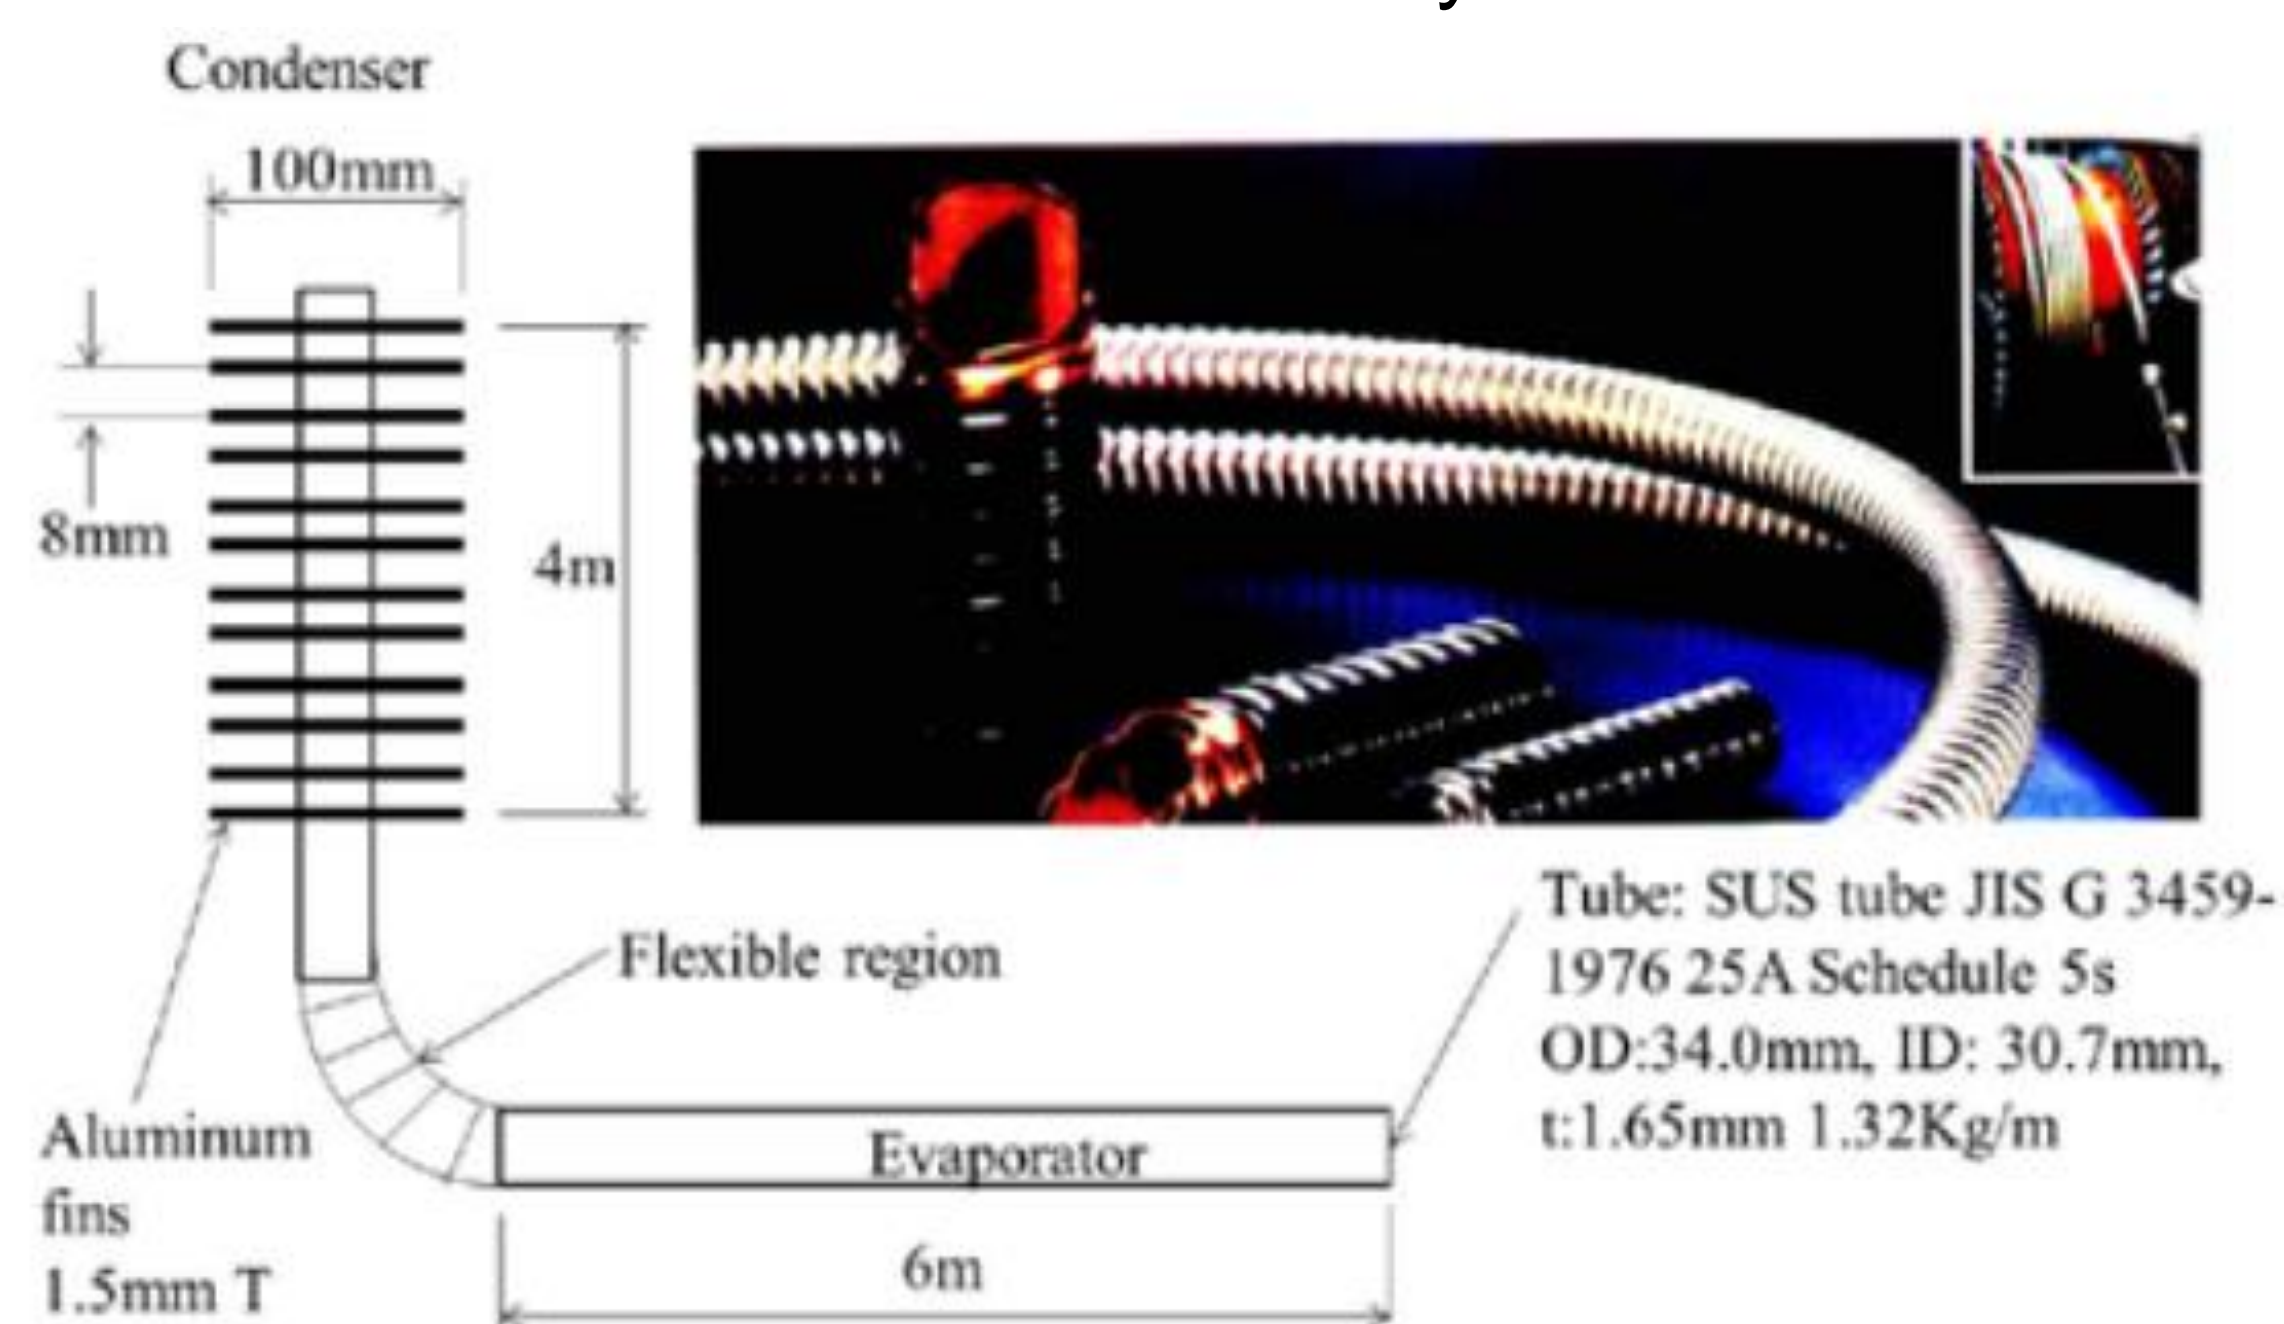 Condenser
100mm
8mm
4m
Flexible region
Tube: SUS tube JIS G 3459-
1976 25A Schedule 5s
OD:34.0mm, ID: 30.7mm,
t:1.65mm 1.32Kg/m
Aluminum
fins
1.5mm T
Evaporator
6m